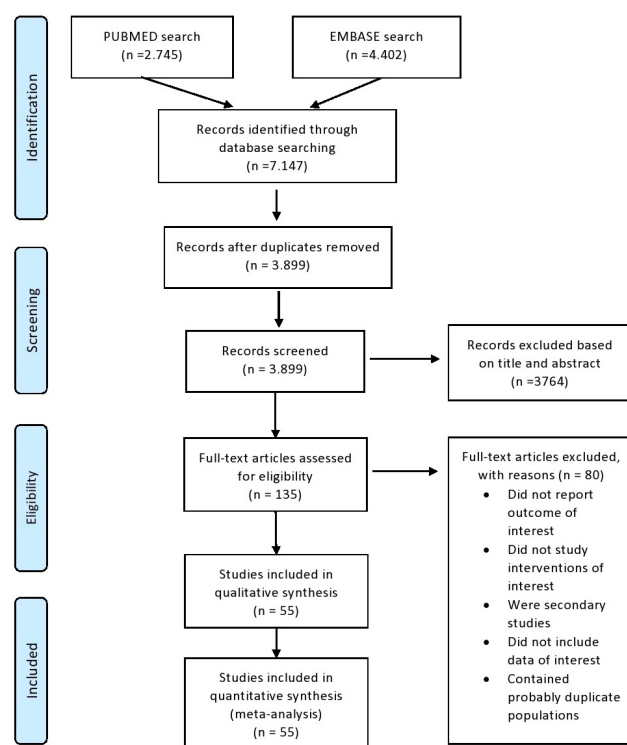 PUBMED search
(n =2.745)
EMBASE search
(n =4.402)
Identification
Records identified through
database searching
(n =7.147)
Records after duplicates removed
(n = 3.899)
Screening
Records screened
(n = 3.899)
Records excluded based
on title and abstract
(n =3764)
Eligibility
Full-text articles assessed
for eligibility
(n = 135)
Full-text articles excluded,
with reasons (n = 80)
• Did not report
outcome of
interest
• Did not study
interventions of
interest
• Were secondary
studies
• Did not include
data of interest
• Contained
probably duplicate
populations
Studies included in
qualitative synthesis
(n = 55)
Included
Studies included in
quantitative synthesis
(meta-analysis)
(n = 55)